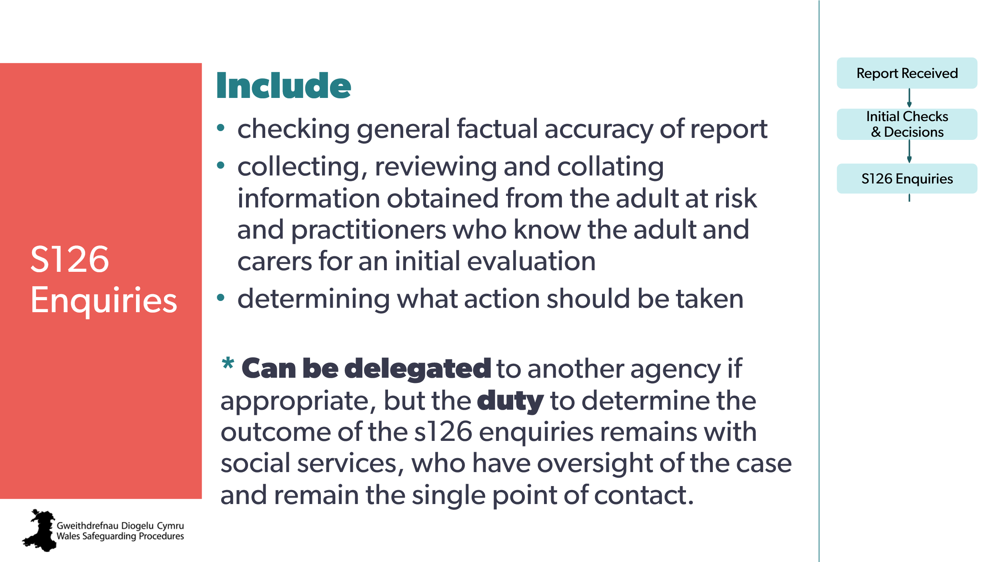 S126
Enquiries
Include
• checking general factual accuracy of report
• collecting, reviewing and collating
information obtained from the adult at risk
and practitioners who know the adult and
carers for an initial evaluation
• determining what action should be taken
* Can be delegated to another agency if
appropriate, but the duty to determine the
outcome of the s126 enquiries remains with
social services, who have oversight of the case
and remain the single point of contact.
Report Received
Initial Checks
& Decisions
S126 Enquiries
Gweithdrefnau Diogelu Cymru
Wales Safeguarding Procedures